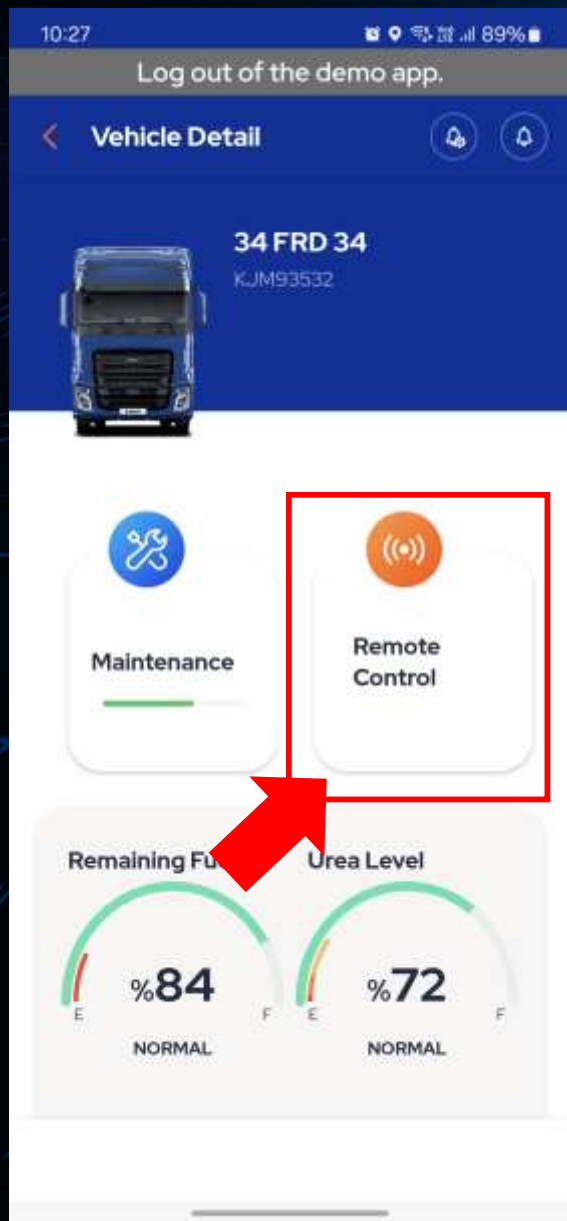 10:27
89%
Log out of the demo app.
Vehicle Detail
34 FRD 34
KJM93532
Maintenance
Remote
Control
Remaining
Urea Level
%84
%72
E
F
E
F
NORMAL
NORMAL